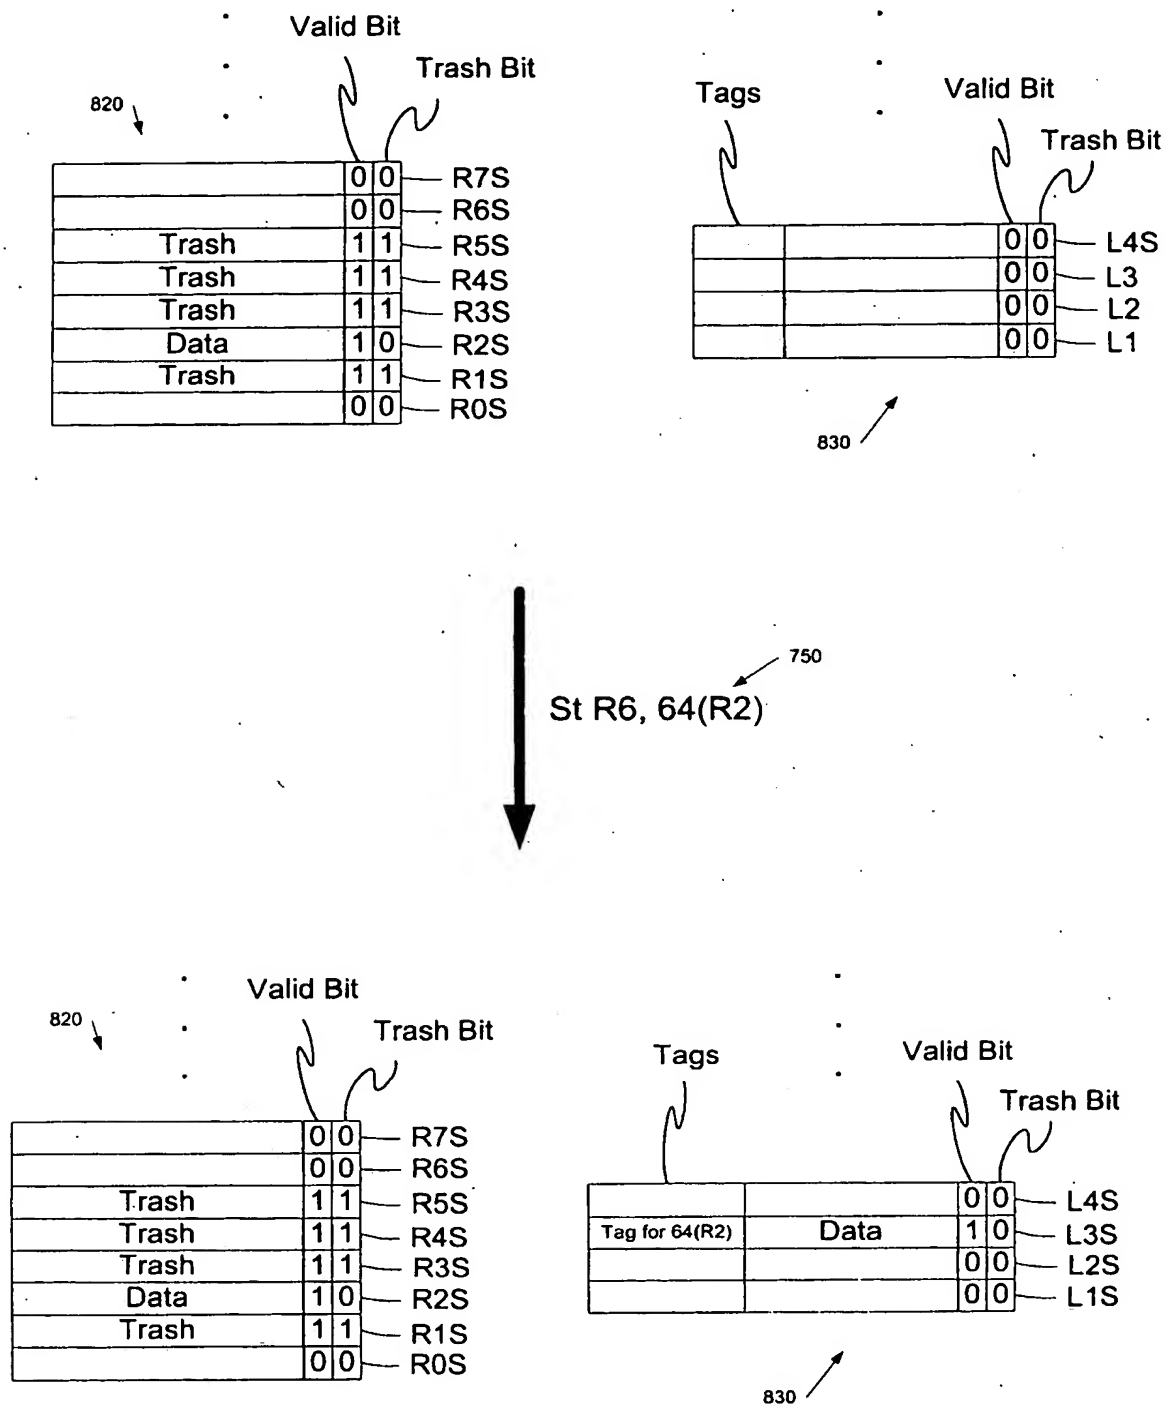 Valid Bit
Trash Bit
820
0 0 R7S
0 0 R6S
Trash 1 1 R5S
Trash 1 1 R4S
Trash 1 1 R3S
Data 1 0 R2S
Trash 1 1 R1S
0 0 R0S
Tags
Valid Bit
Trash Bit
0 0 L4S
0 0 L3
0 0 L2
0 0 L1
830
750
St R6, 64(R2)
Valid Bit
820
Trash Bit
0 0 R7S
0 0 R6S
Trash 1 1 R5S
Trash 1 1 R4S
Trash 1 1 R3S
Data 1 0 R2S
Trash 1 1 R1S
0 0 R0S
Tags
Valid Bit
Trash Bit
0 0 L4S
Tag for 64(R2) Data 1 0 L3S
0 0 L2S
0 0 L1S
830